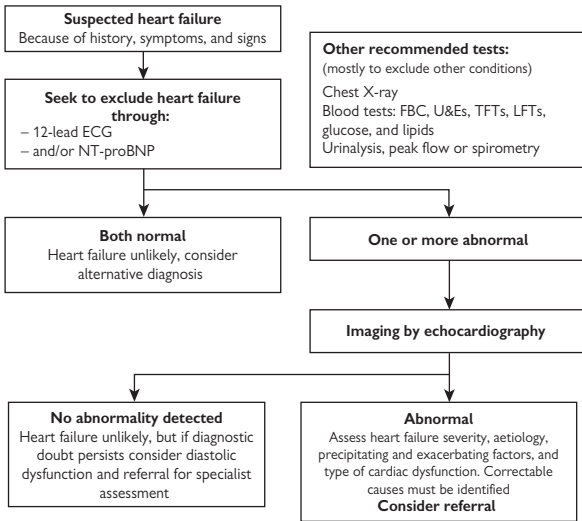 Suspected heart failure
Because of history, symptoms, and signs
Other recommended tests:
(mostly to exclude other conditions)
Chest X-ray
Blood tests: FBC, U&Es, TFTs, LFTs,
glucose, and lipids
Urinalysis, peak flow or spirometry
Seek to exclude heart failure
through:
– 12-lead ECG
– and/or NT-proBNP
Both normal
Heart failure unlikely, consider
alternative diagnosis
One or more abnormal
Imaging by echocardiography
No abnormality detected
Heart failure unlikely, but if diagnostic
doubt persists consider diastolic
dysfunction and referral for specialist
assessment
Abnormal
Assess heart failure severity, aetiology,
precipitating and exacerbating factors, and
type of cardiac dysfunction. Correctable
causes must be identified
Consider referral